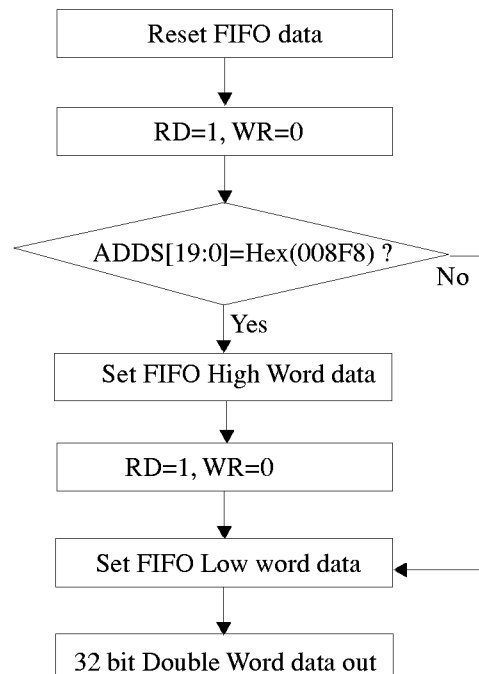 Reset FIFO data
RD=1, WR=0
ADDS[19:0]=Hex(008F8) ?
No
Yes
Set FIFO High Word data
RD=1, WR=0
Set FIFO Low word data
32 bit Double Word data out